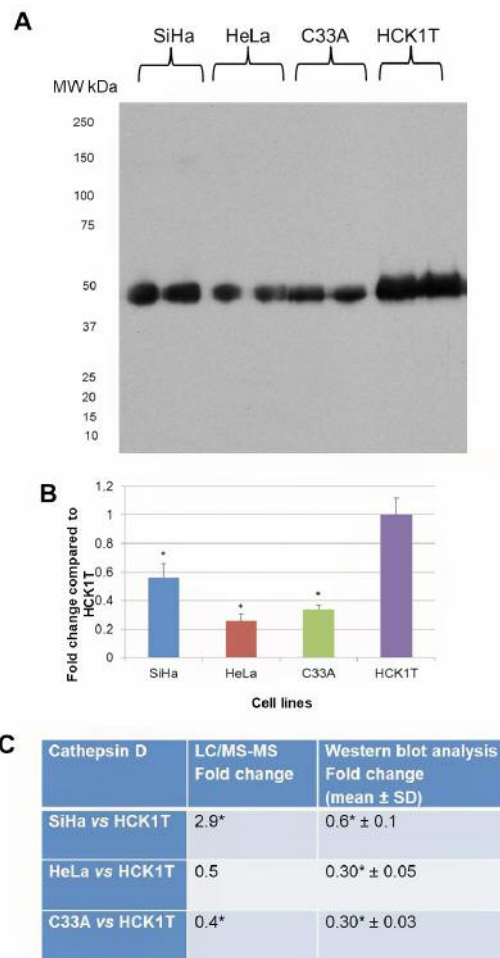 A
SiHa HeLa C33A HCK1T
MW kDa
250
150
100
75
50
37
25
20
15
10
B
Fold change compared to
HCK1T
1.2
1
0.8
0.6
0.4
0.2
0
* * *
SiHa HeLa C33A HCK1T
Cell lines
C
Cathepsin D LC/MS-MS Western blot analysis
Fold change Fold change
(mean ± SD)
SiHa vs HCK1T 2.9* 0.6* ± 0.1
HeLa vs HCK1T 0.5 0.30* ± 0.05
C33A vs HCK1T 0.4* 0.30* ± 0.03